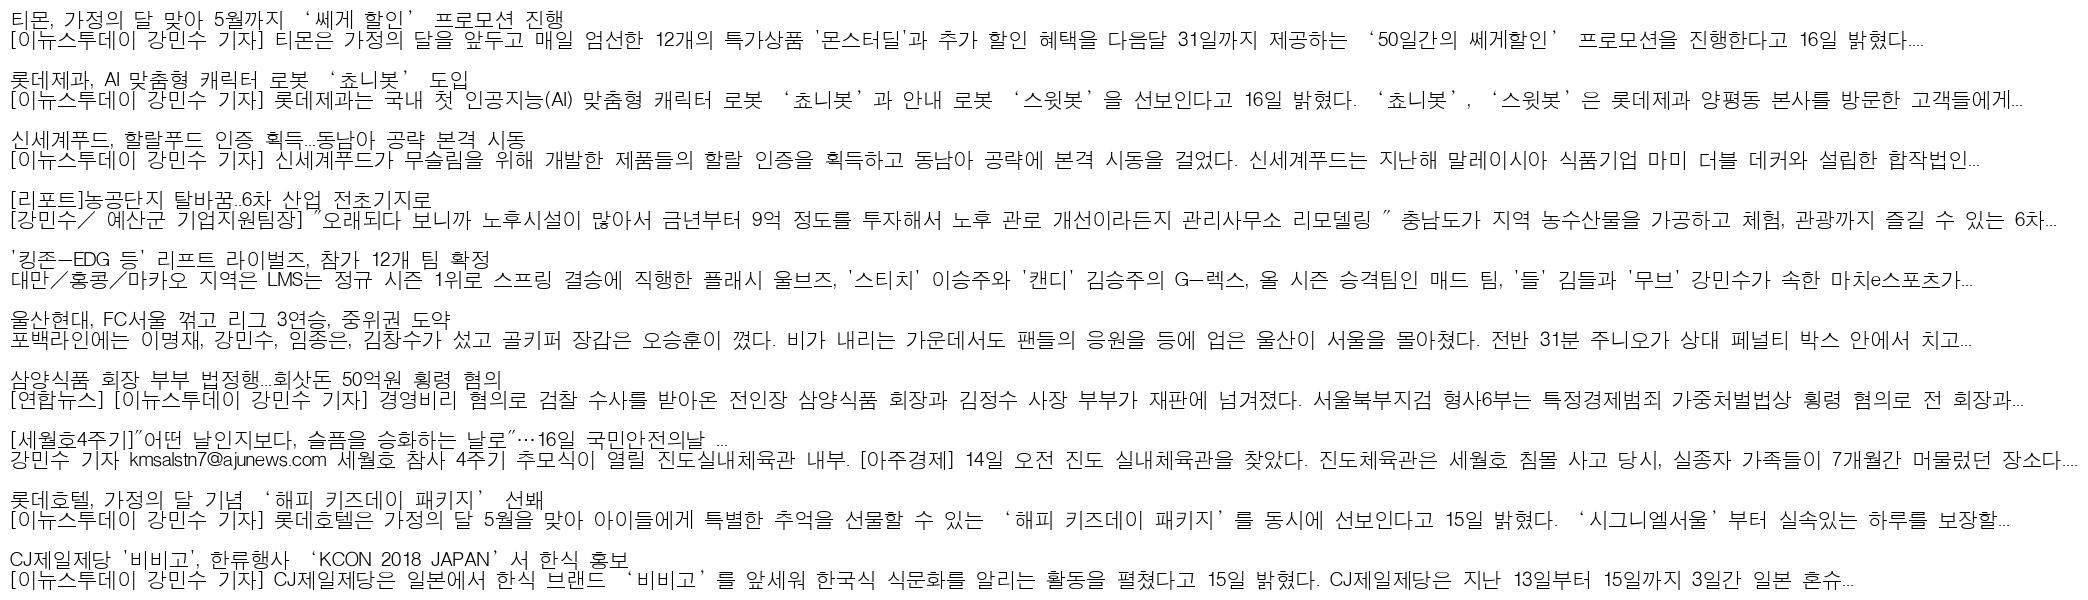 티몬, 가정의 달 맞아 5월까지 ‘쎄게 할인’ 프로모션 진행
[이뉴스투데이 강민수 기자] 티몬은 가정의 달을 앞두고 매일 엄선한 12개의 특가상품 '몬스터딜'과 추가 할인 혜택을 다음달 31일까지 제공하는 ‘50일간의 쎄게할인’ 프로모션을 진행한다고 16일 밝혔다....
롯데제과, AI 맞춤형 캐릭터 로봇 ‘쵸니봇’ 도입
[이뉴스투데이 강민수 기자] 롯데제과는 국내 첫 인공지능(AI) 맞춤형 캐릭터 로봇 ‘쵸니봇’과 안내 로봇 ‘스윗봇’을 선보인다고 16일 밝혔다. ‘쵸니봇’, ‘스윗봇’은 롯데제과 양평동 본사를 방문한 고객들에게...
신세계푸드, 할랄푸드 인증 획득...동남아 공략 본격 시동
[이뉴스투데이 강민수 기자] 신세계푸드가 무슬림을 위해 개발한 제품들의 할랄 인증을 획득하고 동남아 공략에 본격 시동을 걸었다. 신세계푸드는 지난해 말레이시아 식품기업 마미 더블 데커와 설립한 합작법인...
[리포트]농공단지 탈바꿈..6차 산업 전초기지로
[강민수／ 예산군 기업지원팀장] "오래되다 보니까 노후시설이 많아서 금년부터 9억 정도를 투자해서 노후 관로 개선이라든지 관리사무소 리모델링 " 충남도가 지역 농수산물을 가공하고 체험, 관광까지 즐길 수 있는 6차...
'킹존-EDG 등' 리프트 라이벌즈, 참가 12개 팀 확정
대만／홍콩／마카오 지역은 LMS는 정규 시즌 1위로 스프링 결승에 직행한 플래시 울브즈, '스티치' 이승주와 '캔디' 김승주의 G-렉스, 올 시즌 승격팀인 매드 팀, '들' 김들과 '무브' 강민수가 속한 마치e스포츠가...
울산현대, FC서울 꺾고 리그 3연승, 중위권 도약
포백라인에는 이명재, 강민수, 임종은, 김창수가 섰고 골키퍼 장갑은 오승훈이 꼈다. 비가 내리는 가운데서도 팬들의 응원을 등에 업은 울산이 서울을 몰아쳤다. 전반 31분 주니오가 상대 페널티 박스 안에서 치고...
삼양식품 회장 부부 법정행...회삿돈 50억원 횡령 혐의
[연합뉴스] [이뉴스투데이 강민수 기자] 경영비리 혐의로 검찰 수사를 받아온 전인장 삼양식품 회장과 김정수 사장 부부가 재판에 넘겨졌다. 서울북부지검 형사6부는 특정경제범죄 가중처벌법상 횡령 혐의로 전 회장과...
[세월호4주기]"어떤 날인지보다, 슬픔을 승화하는 날로"…16일 국민안전의날 ...
강민수 기자 kmsalstn7@ajunews.com 세월호 참사 4주기 추모식이 열릴 진도실내체육관 내부. [아주경제] 14일 오전 진도 실내체육관을 찾았다. 진도체육관은 세월호 침몰 사고 당시, 실종자 가족들이 7개월간 머물렀던 장소다....
롯데호텔, 가정의 달 기념 ‘해피 키즈데이 패키지’ 선봬
[이뉴스투데이 강민수 기자] 롯데호텔은 가정의 달 5월을 맞아 아이들에게 특별한 추억을 선물할 수 있는 ‘해피 키즈데이 패키지’를 동시에 선보인다고 15일 밝혔다. ‘시그니엘서울’부터 실속있는 하루를 보장할...
CJ제일제당 '비비고', 한류행사 ‘KCON 2018 JAPAN’서 한식 홍보
[이뉴스투데이 강민수 기자] CJ제일제당은 일본에서 한식 브랜드 ‘비비고’를 앞세워 한국식 식문화를 알리는 활동을 펼쳤다고 15일 밝혔다. CJ제일제당은 지난 13일부터 15일까지 3일간 일본 혼슈...